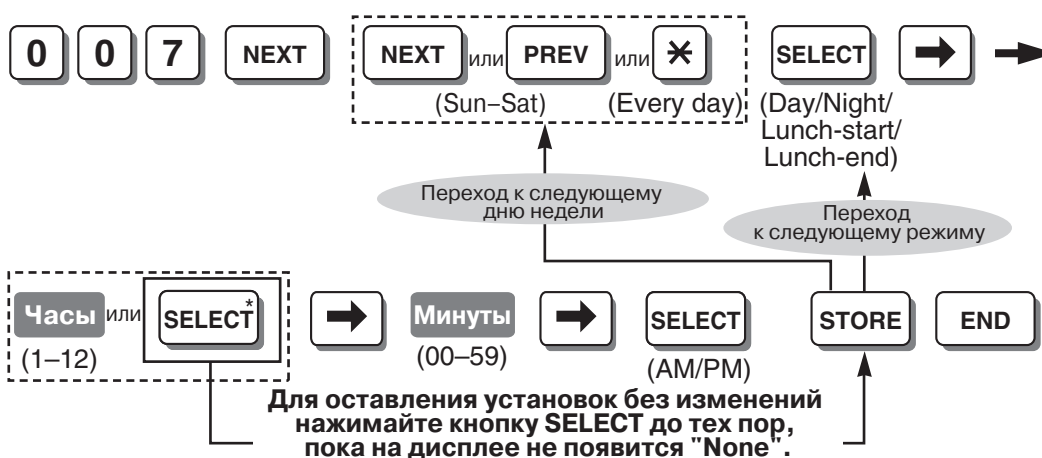 0 0 7 NEXT NEXT или PREV или ✱ SELECT
(Sun–Sat) (Every day) (Day/Night/
Lunch-start/
Lunch-end)
Переход к следующему
дню недели
Переход
к следующему режиму
Часы или SELECT* Минуты SELECT STORE END
(1–12) (00–59) (AM/PM)
Для оставления установок без изменений
нажимайте кнопку SELECT до тех пор,
пока на дисплее не появится "None".